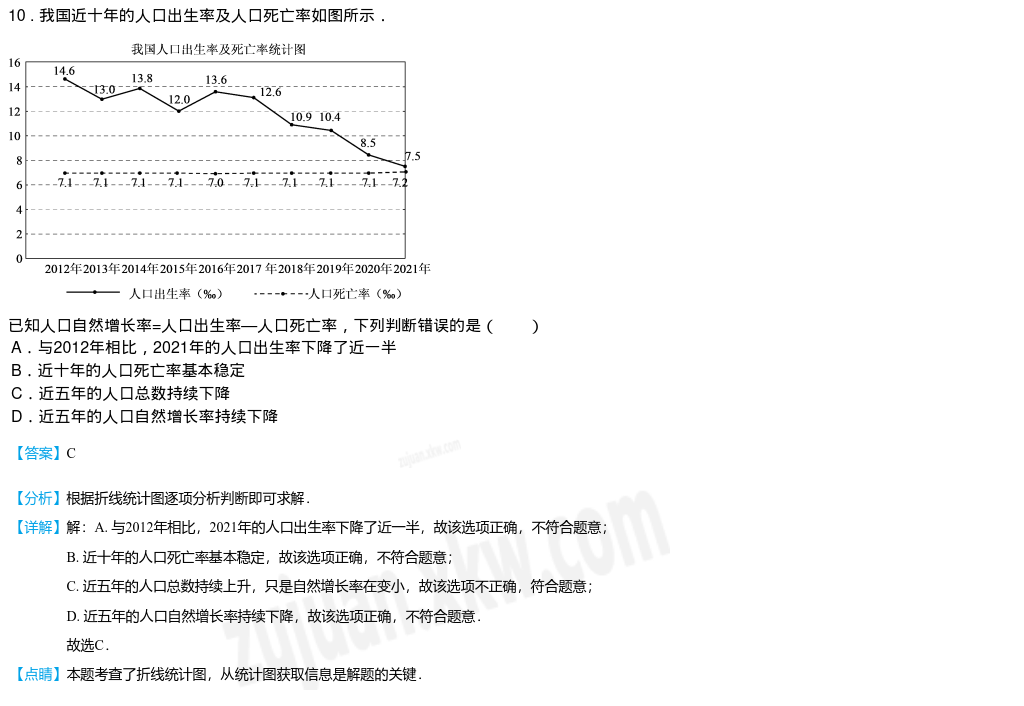 10．我国近十年的人口出生率及人口死亡率如图所示．
我国人口出生率及死亡率统计图
16
14
12
10
8
6
4
2
0
14.6 13.0 13.8 12.0 13.6 12.6 10.9 10.4 8.5 7.5
7.1 7.1 7.1 7.1 7.0 7.1 7.1 7.1 7.1 7.2
2012年2013年2014年2015年2016年2017 年2018年2019年2020年2021年
人口出生率（‰） 人口死亡率（‰）
已知人口自然增长率=人口出生率—人口死亡率，下列判断错误的是（　　）
A．与2012年相比，2021年的人口出生率下降了近一半
B．近十年的人口死亡率基本稳定
C．近五年的人口总数持续下降
D．近五年的人口自然增长率持续下降
【答案】C
【分析】根据折线统计图逐项分析判断即可求解．
【详解】解：A. 与2012年相比，2021年的人口出生率下降了近一半，故该选项正确，不符合题意；
B. 近十年的人口死亡率基本稳定，故该选项正确，不符合题意；
C. 近五年的人口总数持续上升，只是自然增长率在变小，故该选项不正确，符合题意；
D. 近五年的人口自然增长率持续下降，故该选项正确，不符合题意．
故选C．
【点睛】本题考查了折线统计图，从统计图获取信息是解题的关键．
zujuan.xkw.com
zujuan.xkw.com